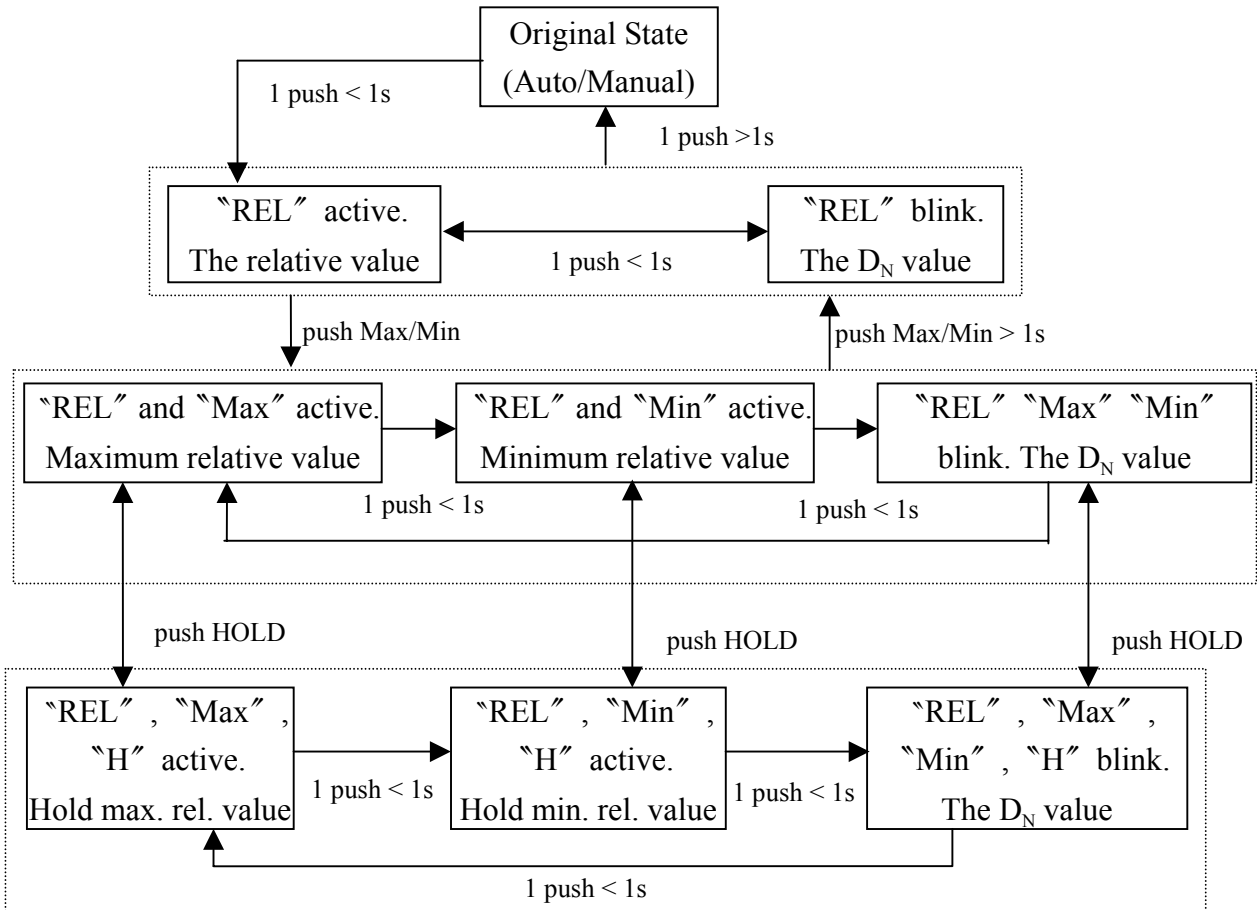 Original State
(Auto/Manual)
1 push < 1s
1 push >1s
〝REL〞 active.
The relative value
1 push < 1s
〝REL〞 blink.
The D_N value
push Max/Min
push Max/Min > 1s
〝REL〞 and 〝Max〞 active.
Maximum relative value
〝REL〞 and 〝Min〞 active.
Minimum relative value
〝REL〞 〝Max〞 〝Min〞
blink. The D_N value
1 push < 1s
1 push < 1s
push HOLD
push HOLD
push HOLD
〝REL〞 , 〝Max〞 ,
〝H〞 active.
Hold max. rel. value
1 push < 1s
〝REL〞 , 〝Min〞 ,
〝H〞 active.
Hold min. rel. value
1 push < 1s
〝REL〞 , 〝Max〞 ,
〝Min〞 , 〝H〞 blink.
The D_N value
1 push < 1s